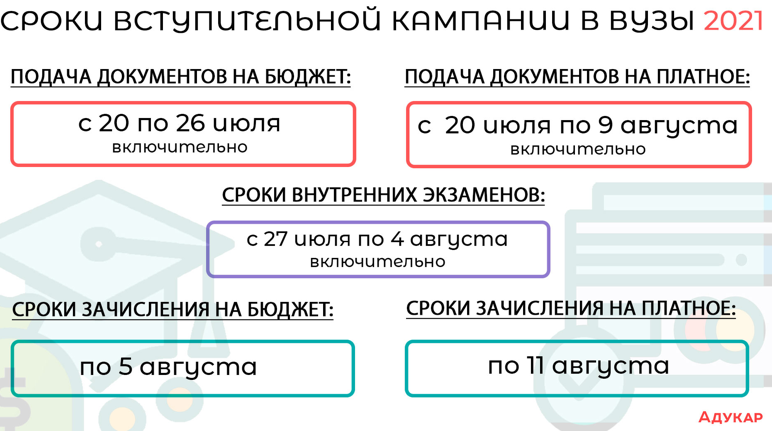 СРОКИ ВСТУПИТЕЛЬНОЙ КАМПАНИИ В ВУЗЫ 2021
ПОДАЧА ДОКУМЕНТОВ НА БЮДЖЕТ:
с 20 по 26 июля
включительно
ПОДАЧА ДОКУМЕНТОВ НА ПЛАТНОЕ:
с 20 июля по 9 августа
включительно
СРОКИ ВНУТРЕННИХ ЭКЗАМЕНОВ:
с 27 июля по 4 августа
включительно
СРОКИ ЗАЧИСЛЕНИЯ НА БЮДЖЕТ:
по 5 августа
СРОКИ ЗАЧИСЛЕНИЯ НА ПЛАТНОЕ:
по 11 августа
$
АДУКАР